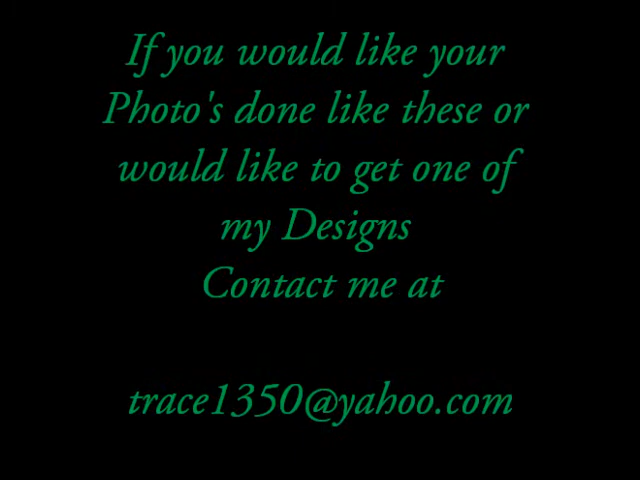 If you would like your
Photo's done like these or
would like to get one of
my Designs
Contact me at
trace1350@yahoo.com